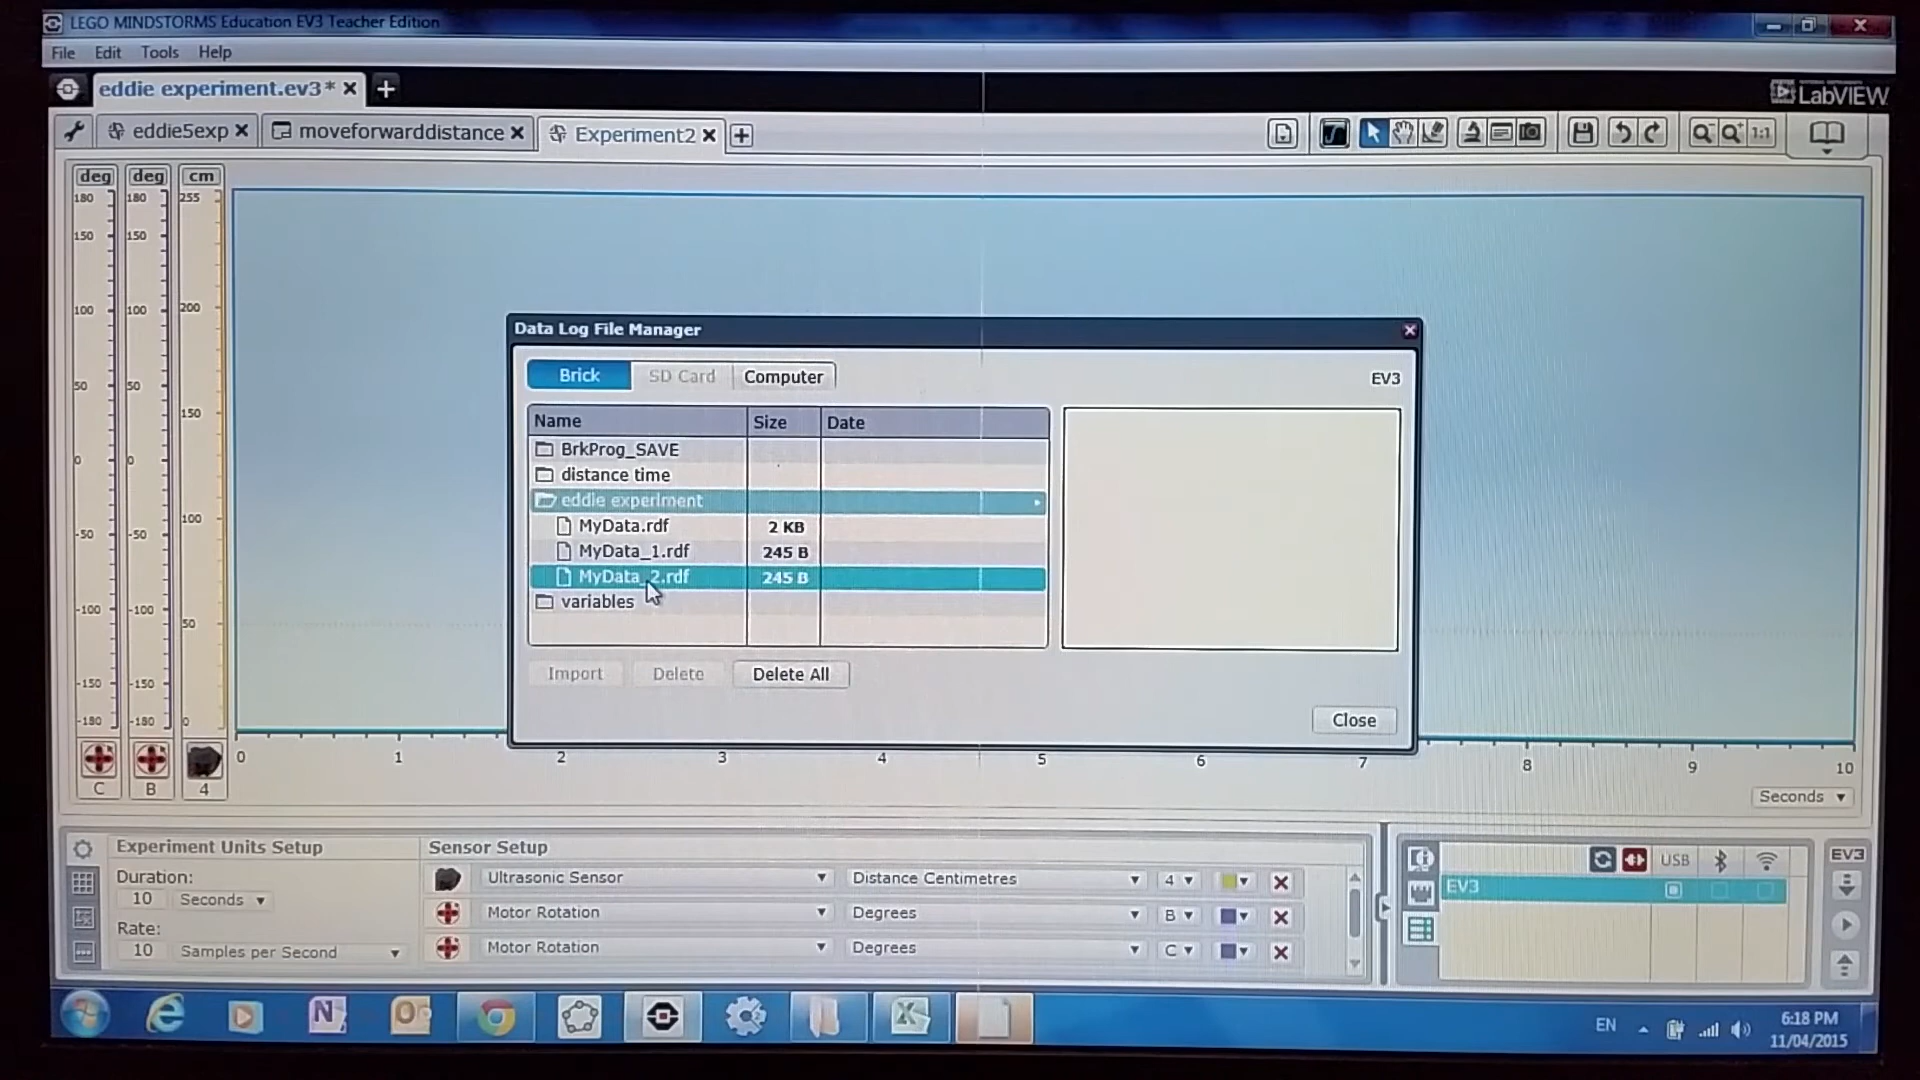 LEGO MINDSTORMS Education EV3 Teacher Edition
File Edit Tools Help
eddie experiment.ev3*
LabVIEW
eddie5exp moveforwarddistance Experiment2
1:1
deg deg cm
180 180 255
150 150
100 100 200
50 50 150
0 0
-50 -50 100
-100 -100 50
-150 -150
-180 -180 0
C B 4
0 1 2 3 4 5 6 7 8 9 10
Seconds
Data Log File Manager
Brick SD Card Computer EV3
Name Size Date
BrkProg_SAVE
distance time
eddie experiment
MyData.rdf 2 KB
MyData_1.rdf 245 B
MyData_2.rdf 245 B
variables
Import Delete Delete All
Close
Experiment Units Setup
Duration:
10 Seconds
Rate:
10 Samples per Second
Sensor Setup
Ultrasonic Sensor Distance Centimetres 4
Motor Rotation Degrees B
Motor Rotation Degrees C
USB
EV3
EV3
EN
6:18 PM
11/04/2015